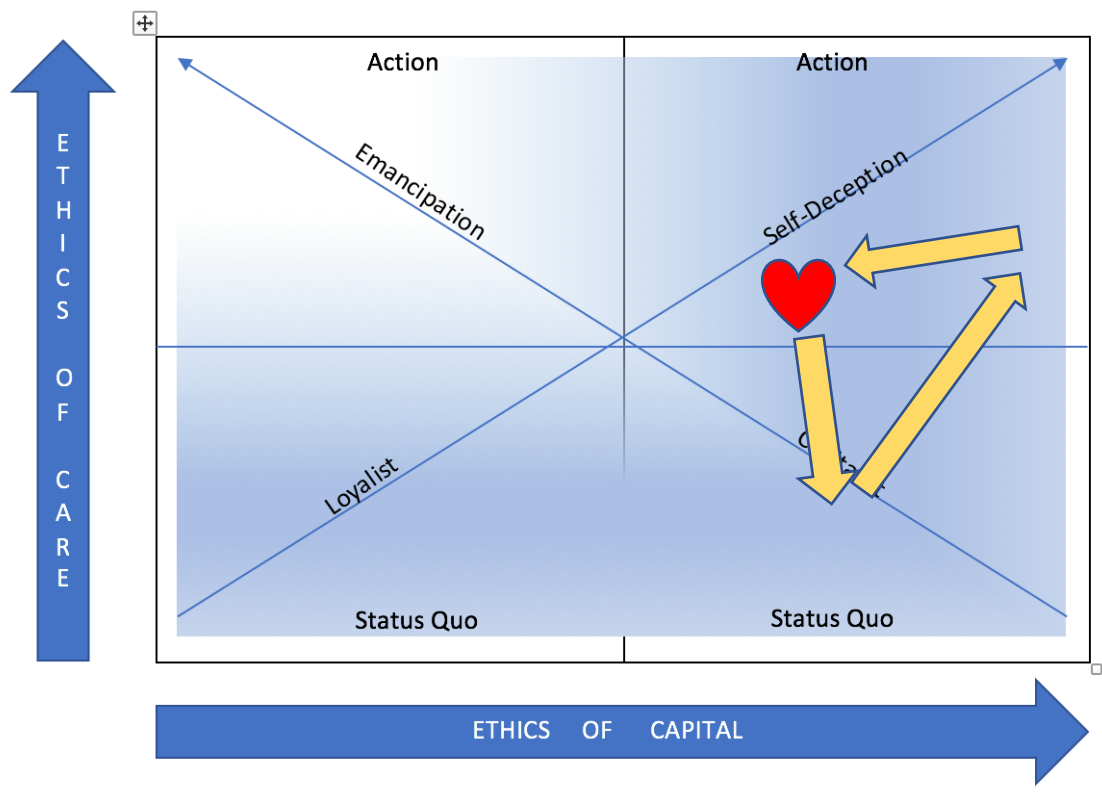 Action
Action
Emancipation
Self-Deception
ETHICS OF CARE
Loyalist
Status Quo
Status Quo
ETHICS OF CAPITAL